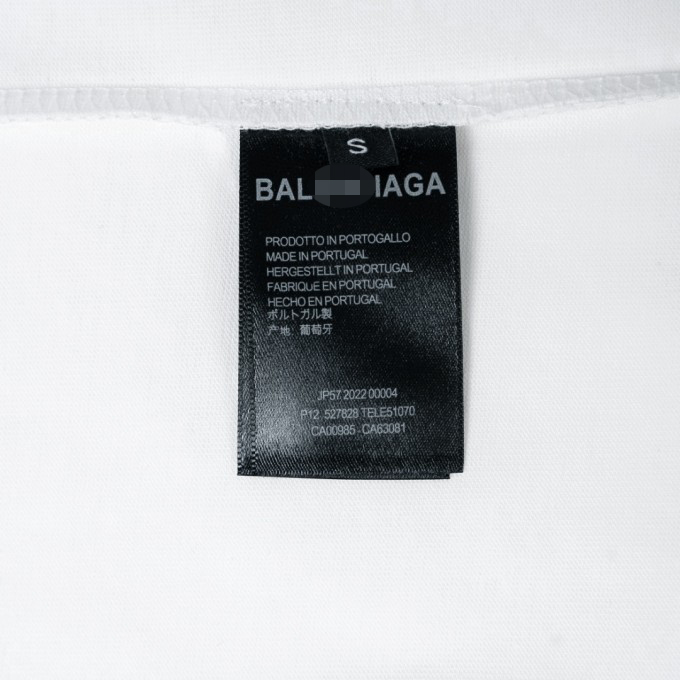 S
BAL IAGA
PRODOTTO IN PORTOGALLO
MADE IN PORTUGAL
HERGESTELLT IN PORTUGAL
FABRIQUE EN PORTUGAL
HECHO EN PORTUGAL
ポルトガル製
产地: 葡萄牙
JP57 2022 00004
P12. 527828 TELE51070
CA00985 - CA63081